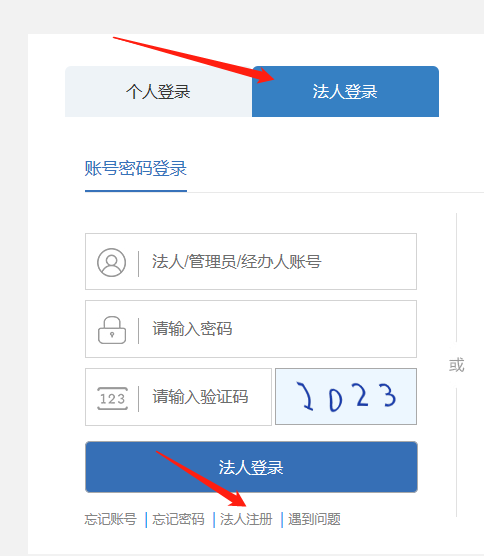 个人登录 法人登录
账号密码登录
法人/管理员/经办人账号
请输入密码
或
123 请输入验证码
法人登录
忘记账号 | 忘记密码 | 法人注册 | 遇到问题